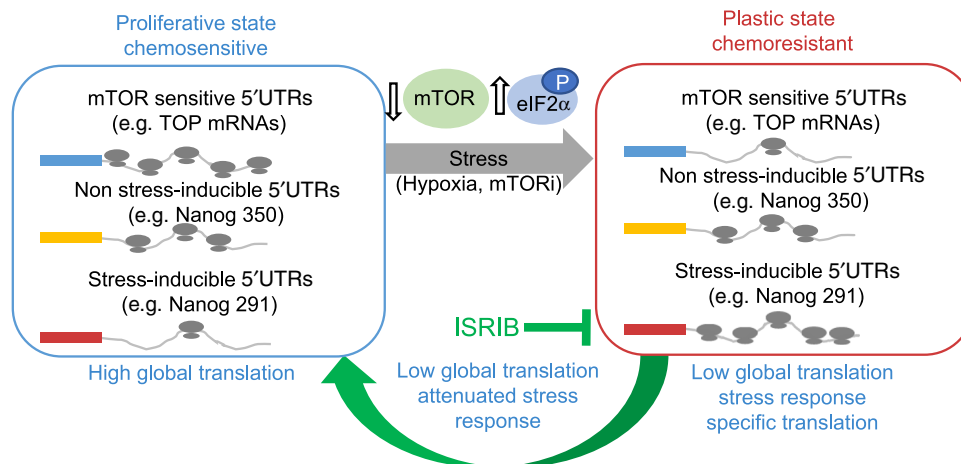 Proliferative state
chemosensitive
mTOR sensitive 5′UTRs
(e.g. TOP mRNAs)
Non stress-inducible 5′UTRs
(e.g. Nanog 350)
Stress-inducible 5′UTRs
(e.g. Nanog 291)
High global translation
mTOR
P
eIF2α
Stress
(Hypoxia, mTORi)
ISRIB
Low global translation
attenuated stress
response
Plastic state
chemoresistant
mTOR sensitive 5′UTRs
(e.g. TOP mRNAs)
Non stress-inducible 5′UTRs
(e.g. Nanog 350)
Stress-inducible 5′UTRs
(e.g. Nanog 291)
Low global translation
stress response
specific translation